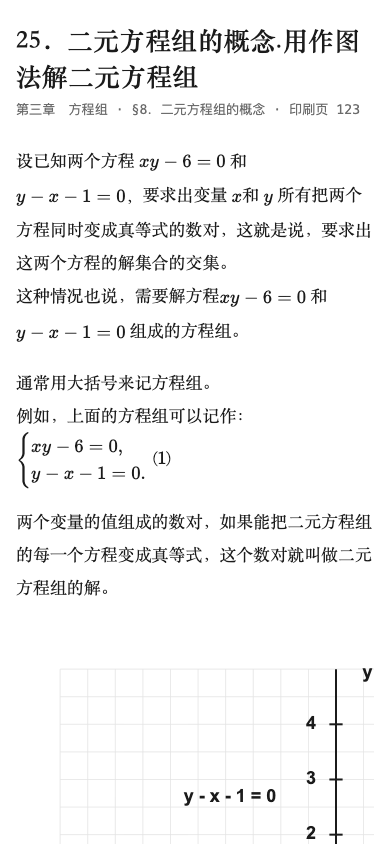 25．二元方程组的概念·用作图
法解二元方程组
第三章　方程组 · §8. 二元方程组的概念 · 印刷页 123
设已知两个方程 xy − 6 = 0 和
y − x − 1 = 0，要求出变量 x和 y 所有把两个
方程同时变成真等式的数对，这就是说，要求出
这两个方程的解集合的交集。
这种情况也说，需要解方程xy − 6 = 0 和
y − x − 1 = 0 组成的方程组。
通常用大括号来记方程组。
例如，上面的方程组可以记作：
{xy − 6 = 0,
y − x − 1 = 0. (1)
两个变量的值组成的数对，如果能把二元方程组
的每一个方程变成真等式，这个数对就叫做二元
方程组的解。
y
4
3
y - x - 1 = 0
2